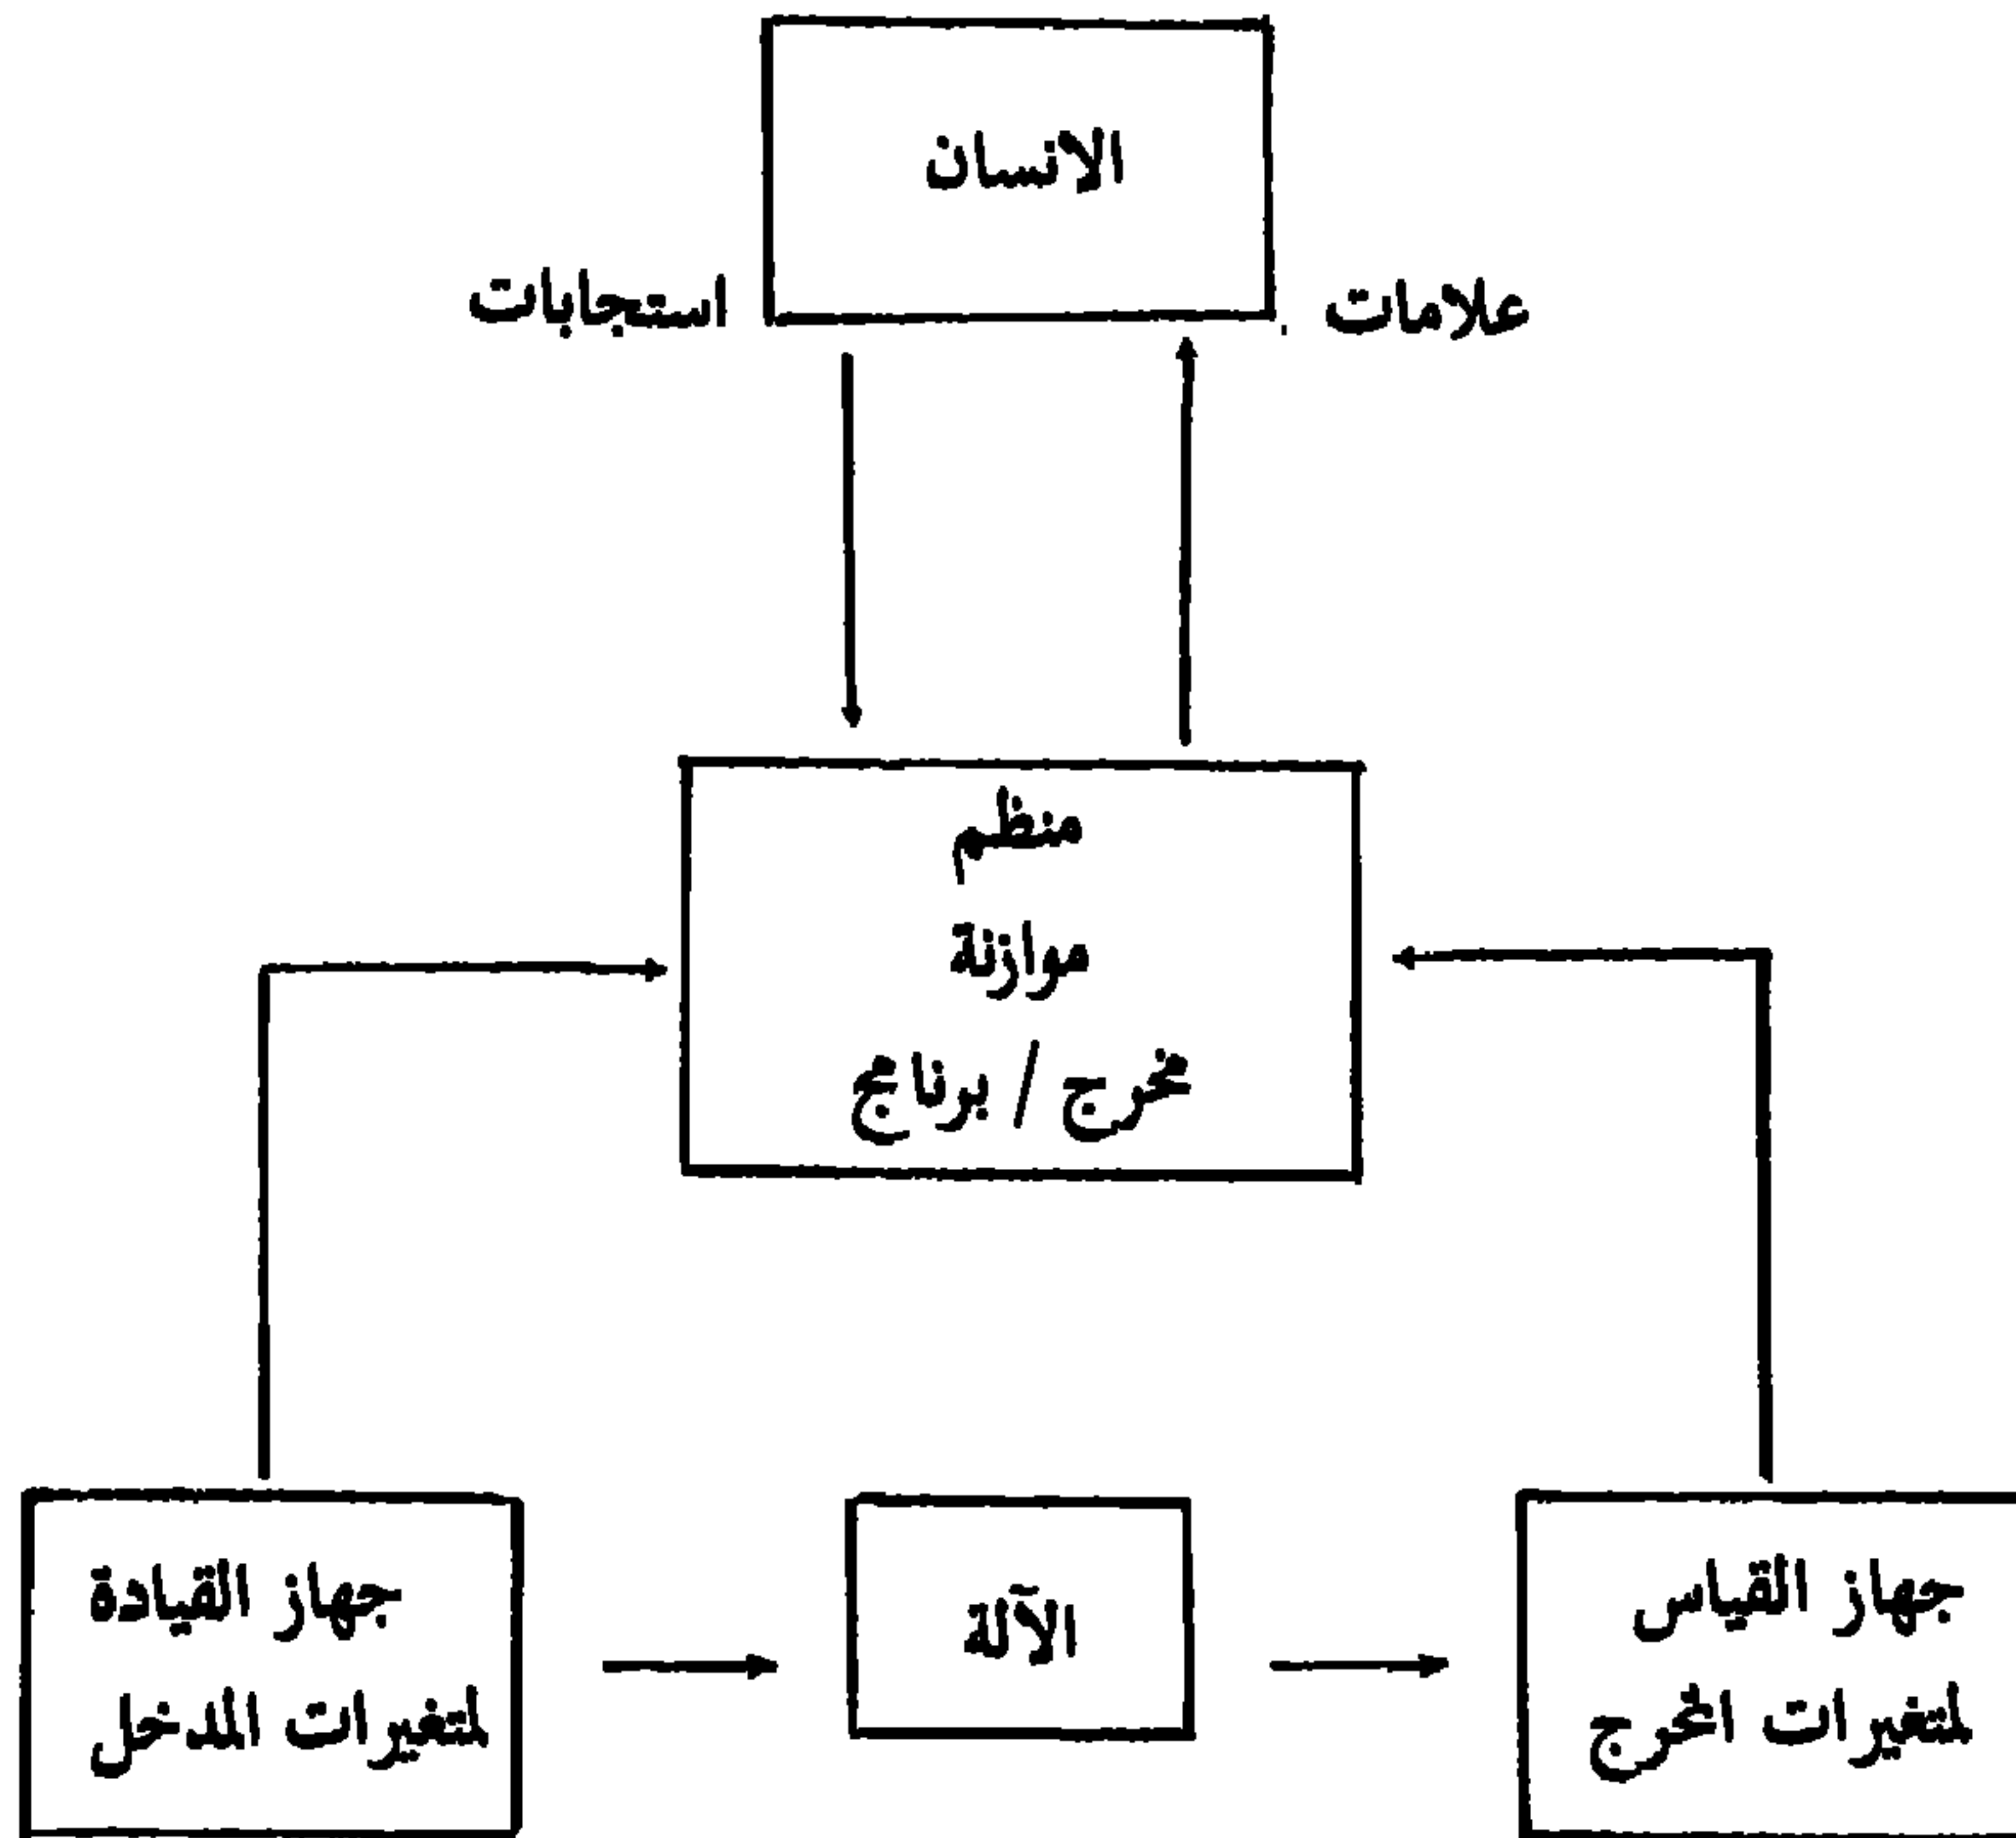 الانسان
علامات
استجابات
منظم
موازنة
مخرج / برنامج
جهاز القياس
لمتغيرات المخرج
الآلة
جهاز القيادة
لمتغيرات المدخل